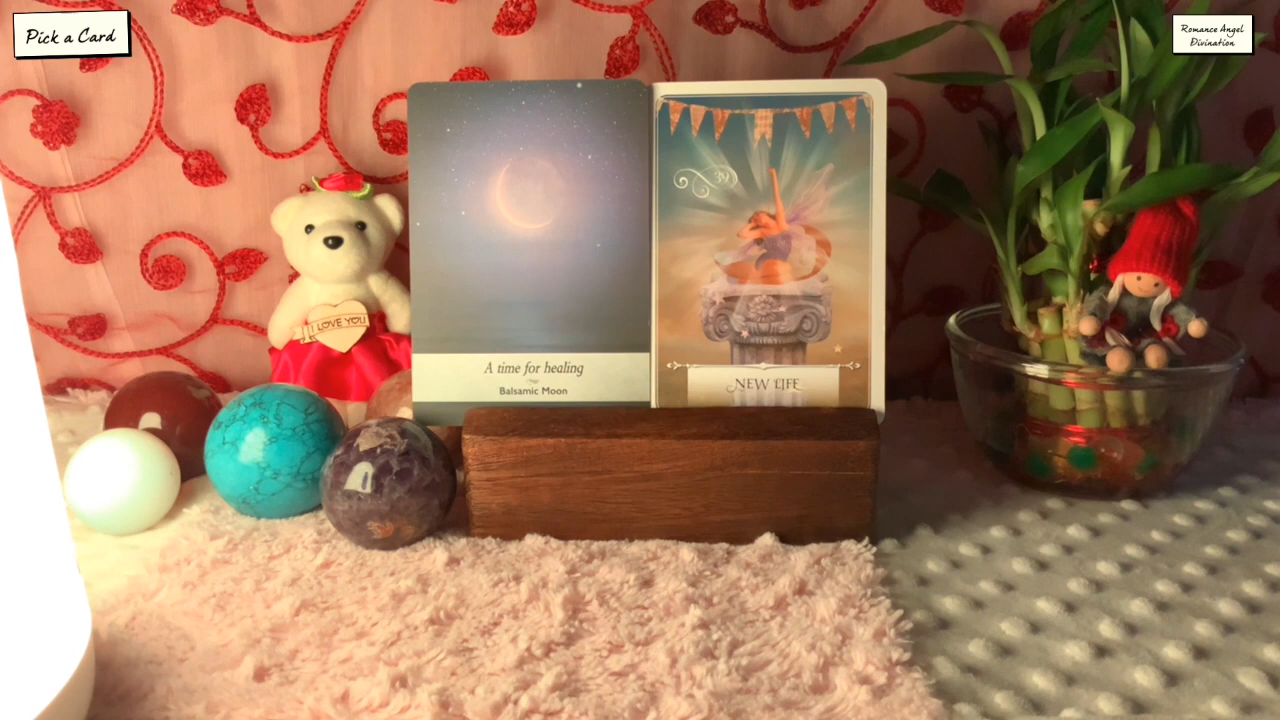 Pick a Card
Romance Angel
Divination
I LOVE YOU
39
A time for healing
Balsamic Moon
NEW LIFE